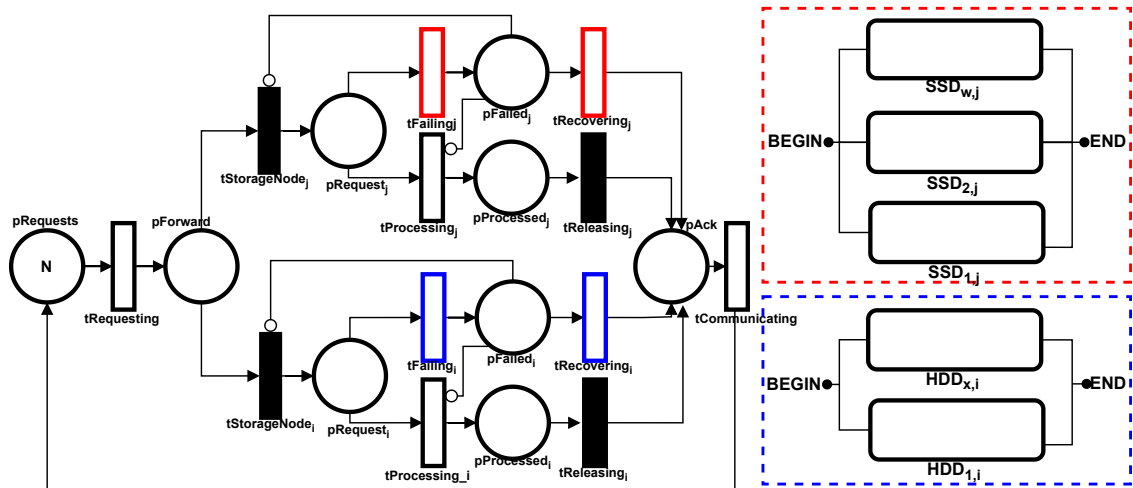 pFailedj
tFailingj
tRecoveringj
tStorageNodej
pRequestj
tProcessingj
pProcessedj
tReleasingj
pRequests
N
tRequesting
pForward
pAck
tCommunicating
tFailingi
pFailedi
tRecoveringi
tStorageNodei
pRequesti
tProcessing_i
pProcessedi
tReleasingi
SSDw,j
BEGIN
END
SSD2,j
SSD1,j
HDDx,i
BEGIN
END
HDD1,i